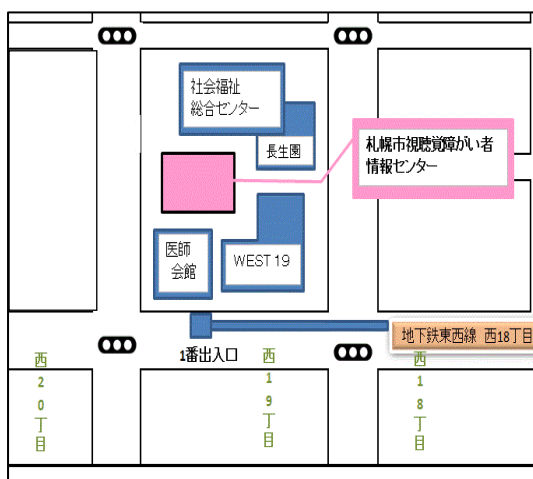 社会福祉
総合センター
長生園
札幌市視聴覚障がい者
情報センター
医師
会館
WEST 19
地下鉄東西線 西18丁目
1番出入口
西20丁目
西19丁目
西18丁目